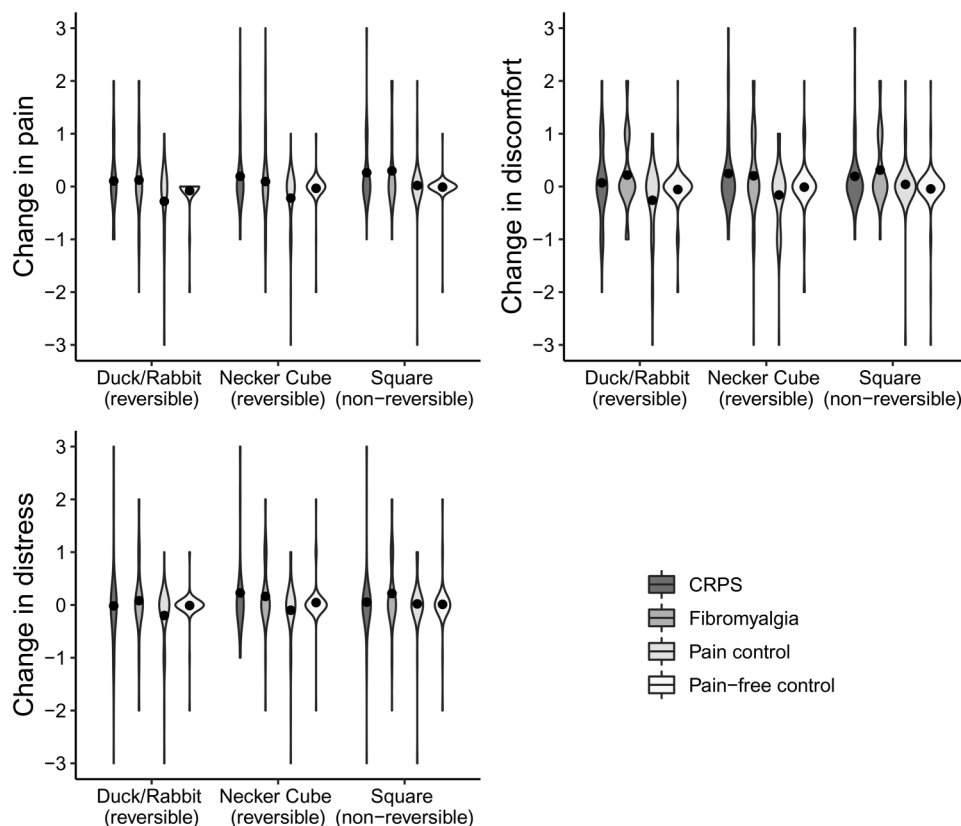 Change in pain
3
2
1
0
−1
−2
−3
Duck/Rabbit
(reversible)
Necker Cube
(reversible)
Square
(non−reversible)
Change in discomfort
3
2
1
0
−1
−2
−3
Duck/Rabbit
(reversible)
Necker Cube
(reversible)
Square
(non−reversible)
Change in distress
3
2
1
0
−1
−2
−3
Duck/Rabbit
(reversible)
Necker Cube
(reversible)
Square
(non−reversible)
CRPS
Fibromyalgia
Pain control
Pain−free control